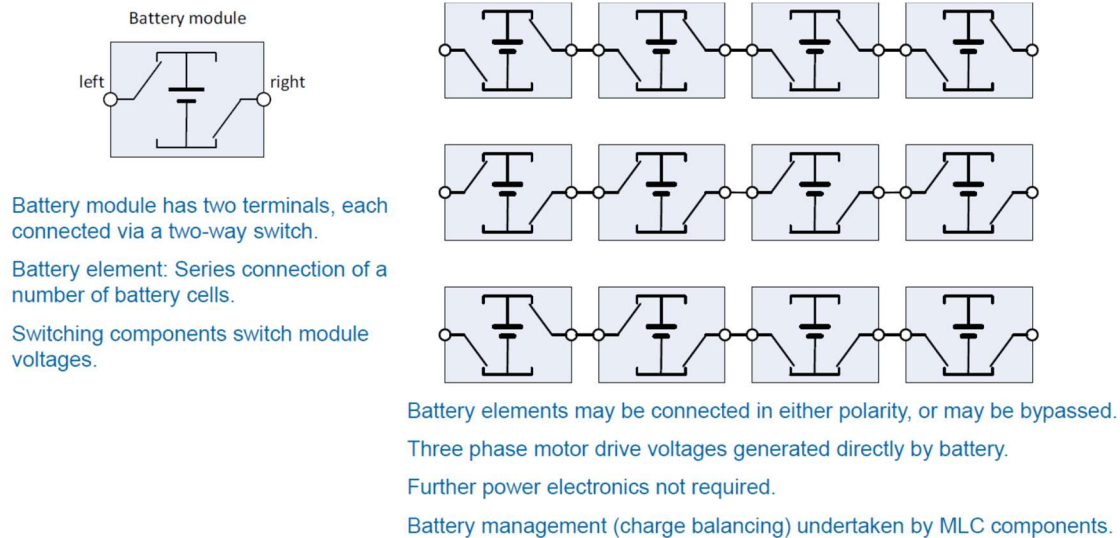 Battery module
left
right
Battery module has two terminals, each
connected via a two-way switch.
Battery element: Series connection of a
number of battery cells.
Switching components switch module
voltages.
Battery elements may be connected in either polarity, or may be bypassed.
Three phase motor drive voltages generated directly by battery.
Further power electronics not required.
Battery management (charge balancing) undertaken by MLC components.